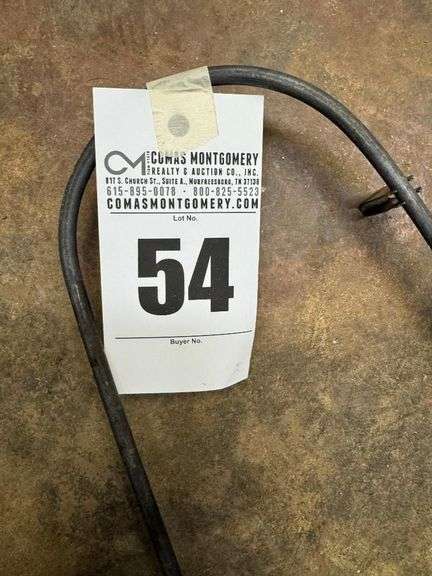 CM COMAS MONTGOMERY
REALTY & AUCTION CO., INC.
811 S. CHURCH ST., SUITE A., MURFREESBORO, TN 37130
615-895-0078 • 800-825-5523
COMASMONTGOMERY.COM
Lot No.
54
Buyer No.